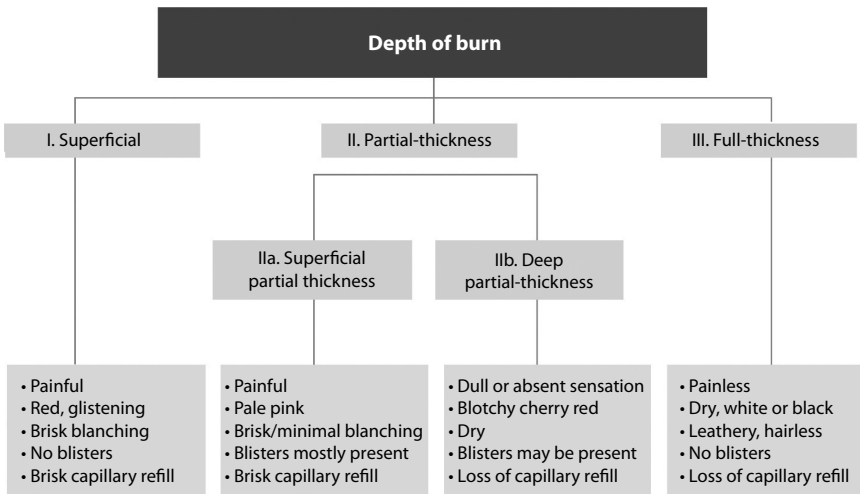 Depth of burn
I. Superficial
II. Partial-thickness
III. Full-thickness
IIa. Superficial
partial thickness
IIb. Deep
partial-thickness
• Painful
• Red, glistening
• Brisk blanching
• No blisters
• Brisk capillary refill
• Painful
• Pale pink
• Brisk/minimal blanching
• Blisters mostly present
• Brisk capillary refill
• Dull or absent sensation
• Blotchy cherry red
• Dry
• Blisters may be present
• Loss of capillary refill
• Painless
• Dry, white or black
• Leathery, hairless
• No blisters
• Loss of capillary refill